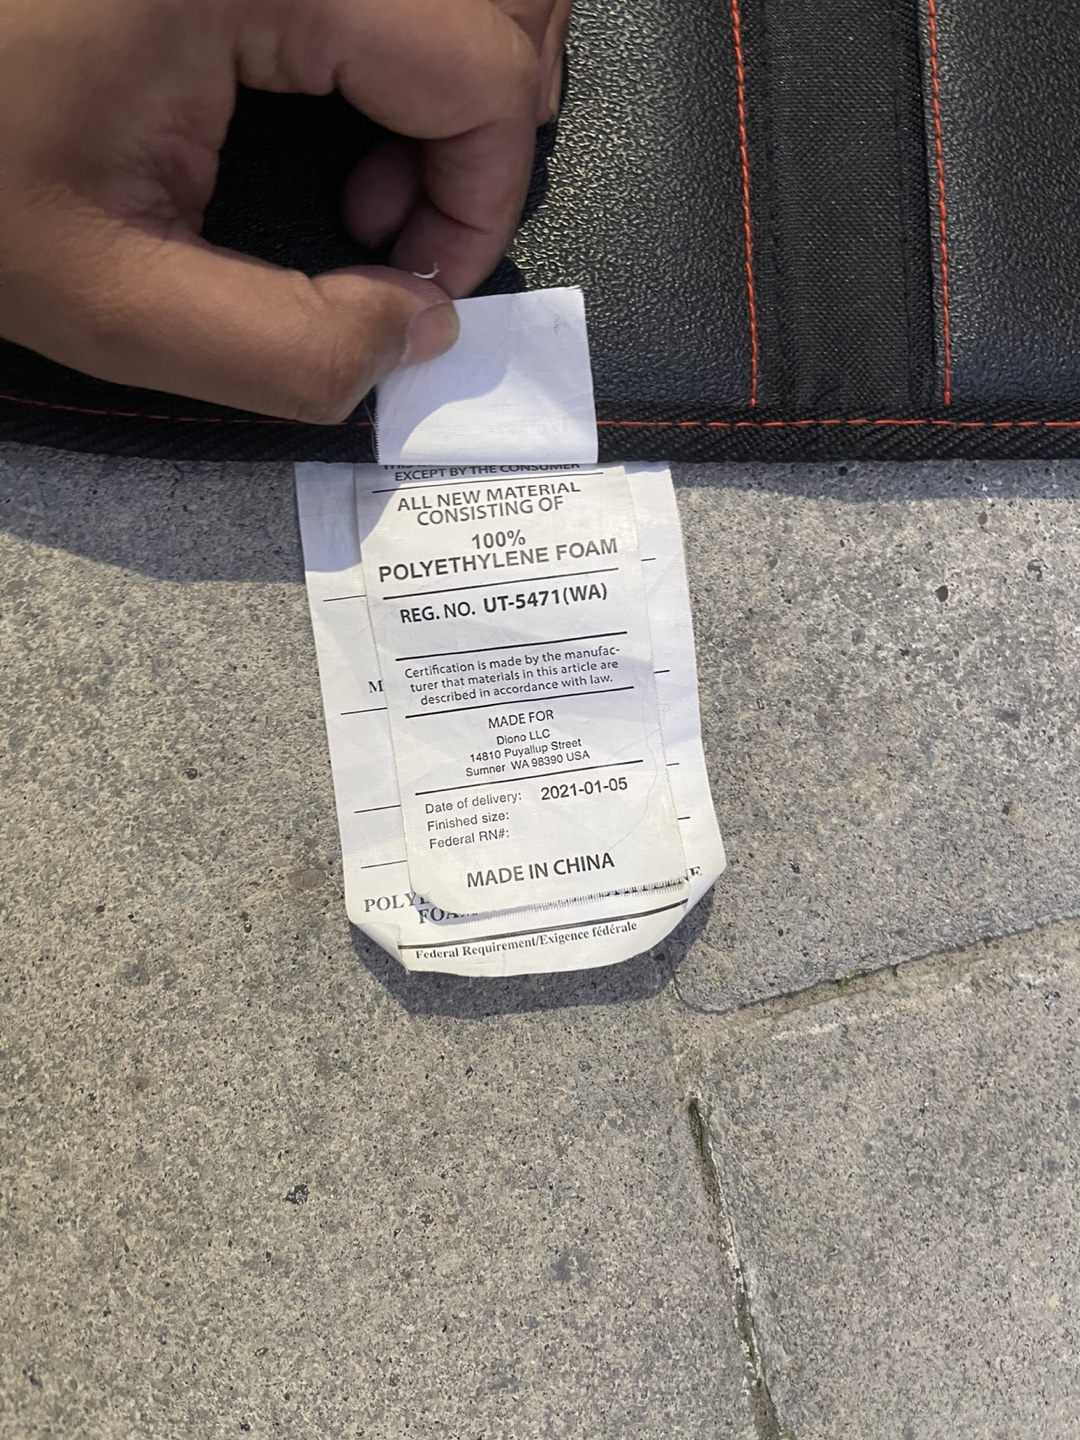 EXCEPT BY THE CONSUMER
ALL NEW MATERIAL
CONSISTING OF
100%
POLYETHYLENE FOAM
REG. NO. UT-5471(WA)
Certification is made by the manufac-
turer that materials in this article are
described in accordance with law.
MADE FOR
Diono LLC
14810 Puyallup Street
Sumner WA 98390 USA
Date of delivery: 2021-01-05
Finished size:
Federal RN#:
MADE IN CHINA
Federal Requirement/Exigence fédérale